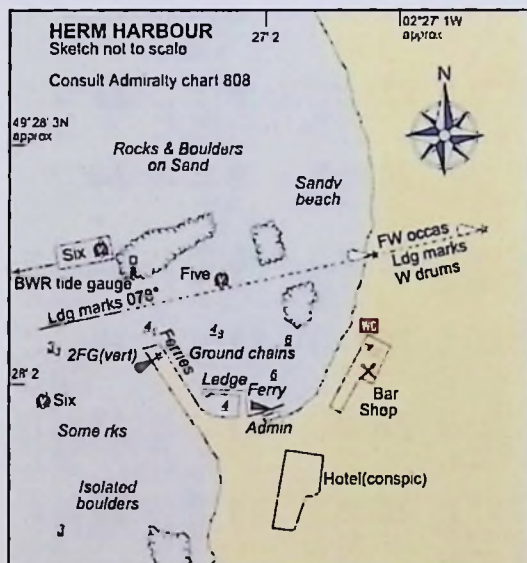 HERM HARBOUR
Sketch not to scale
Consult Admiralty chart 808
27' 2
02°27' 1W
approx
N
49°28' 3N
approx
Rocks & Boulders
on Sand
Sandy
beach
FW occas
Ldg marks
W drums
Six
BWR tide gauge
Five
Ldg marks 078°
2FG(vert)
Ferries
Ground chains
6
WC
28' 2
Six
Ledge
Ferry
6
4
Admin
Bar
Shop
Some rks
Hotel(conspic)
Isolated
boulders
3